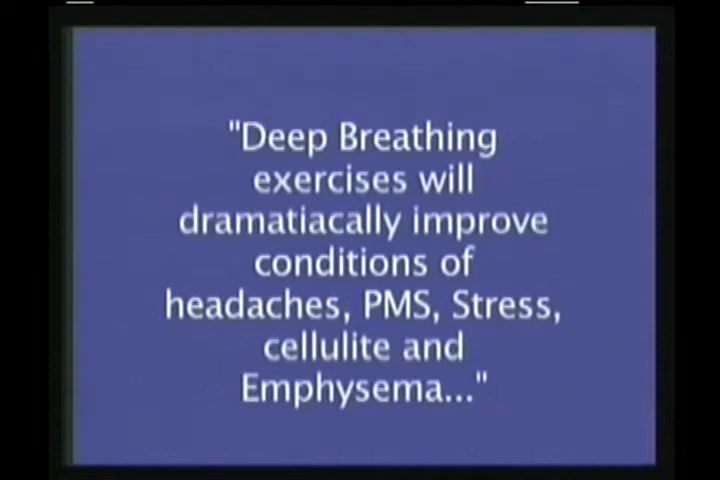 "Deep Breathing
exercises will
dramatiacally improve
conditions of
headaches, PMS, Stress,
cellulite and
Emphysema..."